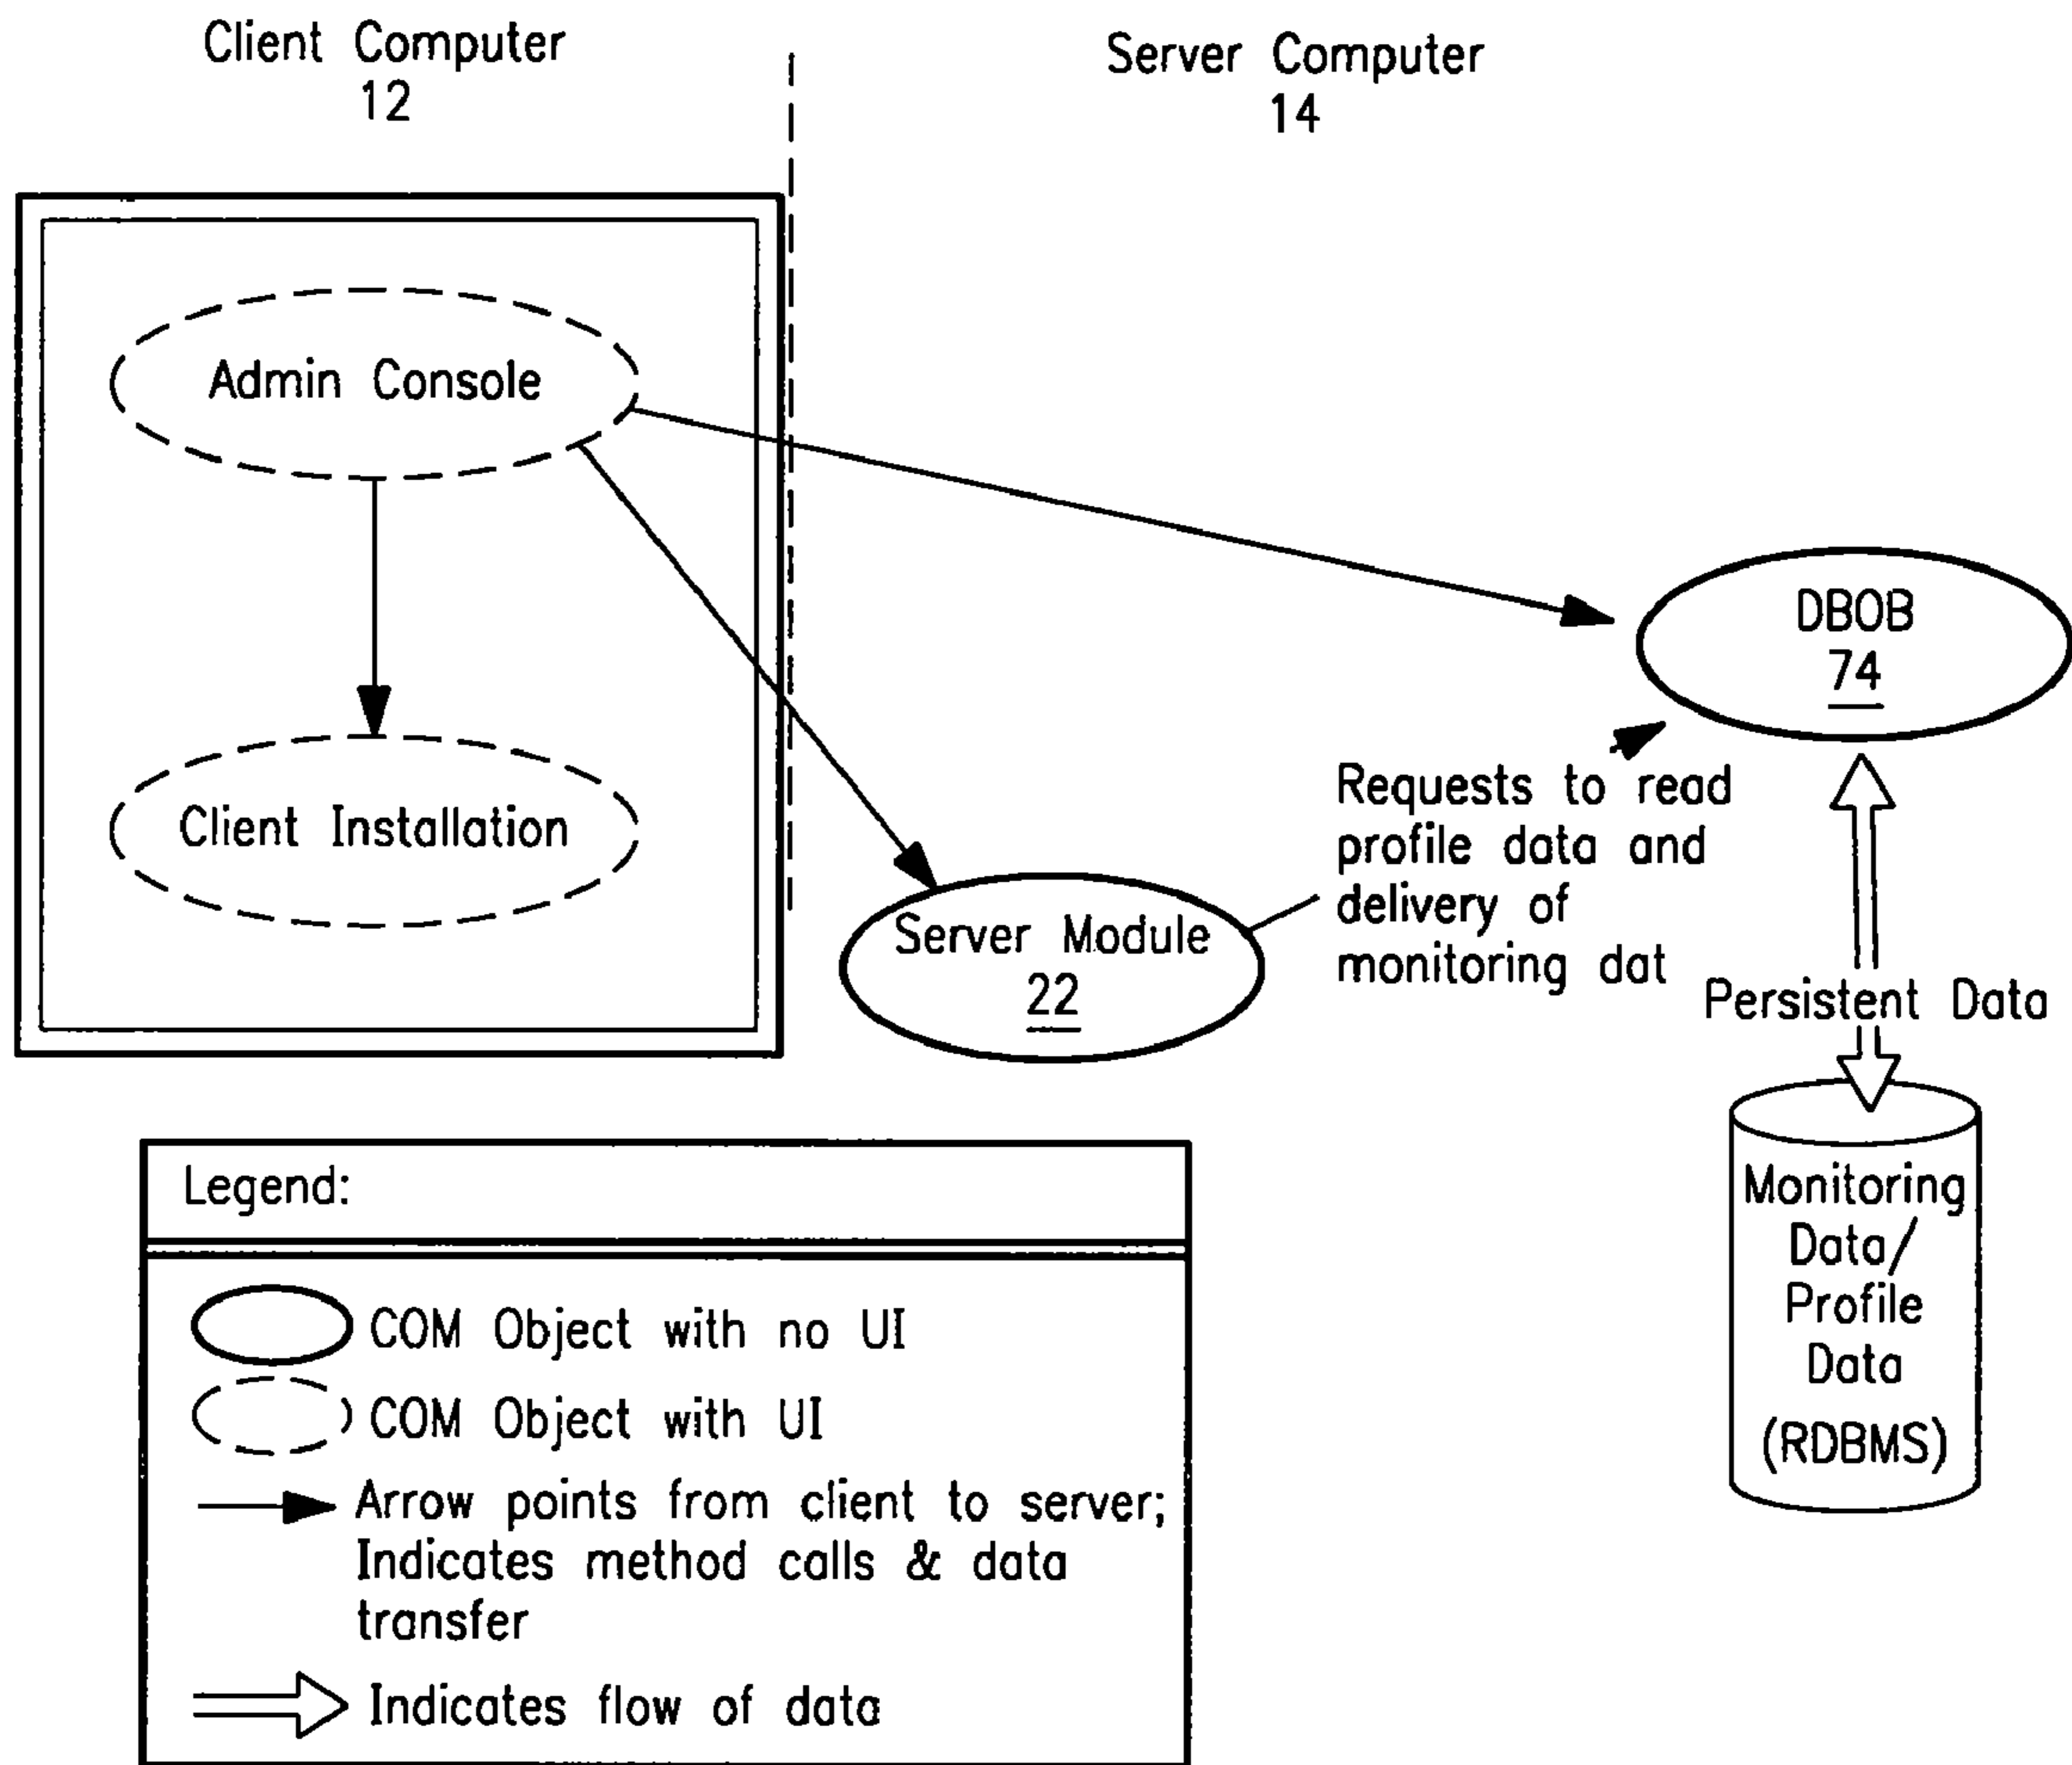 Client Computer
12
Server Computer
14
Admin Console
Client Installation
DBOB
74
Requests to read
profile data and
delivery of
monitoring dat
Server Module
22
Persistent Data
Monitoring
Data/
Profile
Data
(RDBMS)
Legend:
COM Object with no UI
COM Object with UI
Arrow points from client to server;
Indicates method calls & data
transfer
Indicates flow of data